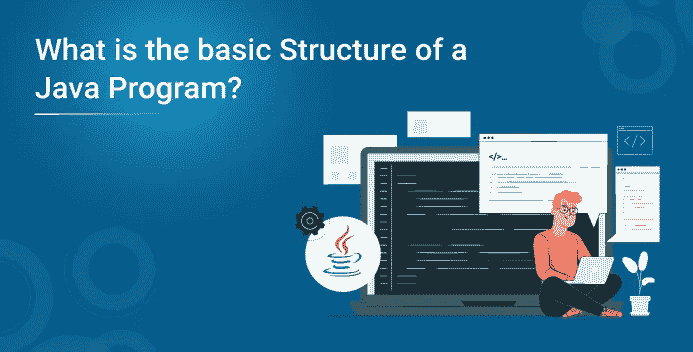 What is the basic Structure of a
Java Program?
</>...
</>